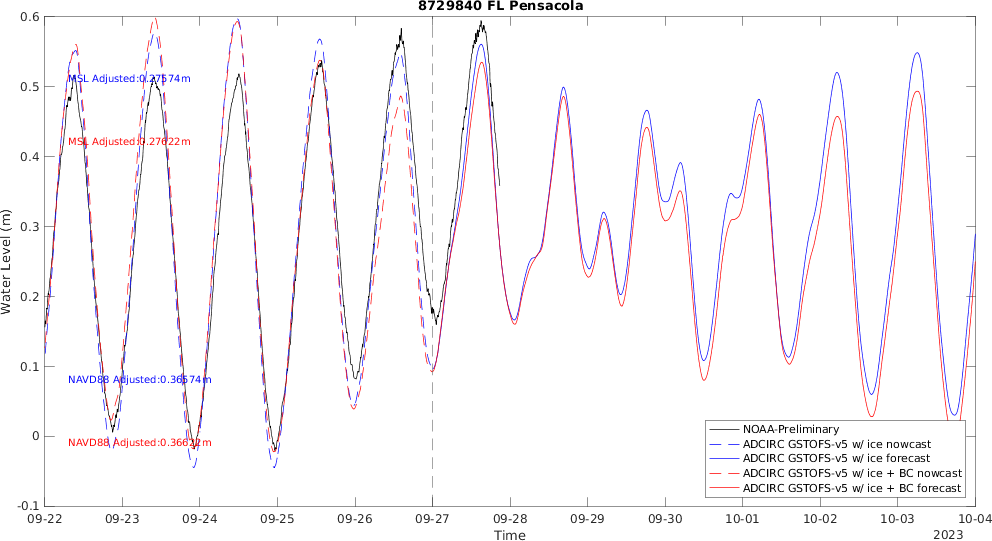 8729840 FL Pensacola
Water Level (m)
0.6
0.5
0.4
0.3
0.2
0.1
0
-0.1
MSL Adjusted:0.27574m
MSL Adjusted:0.27622m
NAVD88 Adjusted:0.36574m
NAVD88 Adjusted:0.36622m
NOAA-Preliminary
ADCIRC GSTOFS-v5 w/ ice nowcast
ADCIRC GSTOFS-v5 w/ ice forecast
ADCIRC GSTOFS-v5 w/ ice + BC nowcast
ADCIRC GSTOFS-v5 w/ ice + BC forecast
09-22 09-23 09-24 09-25 09-26 09-27 09-28 09-29 09-30 10-01 10-02 10-03 10-04
Time
2023